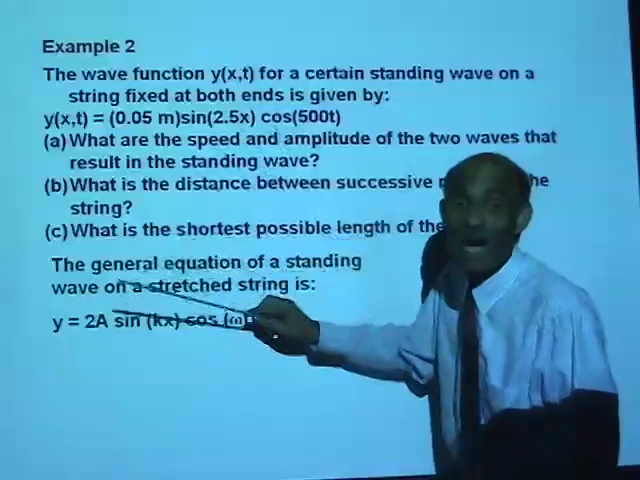 Example 2
The wave function y(x,t) for a certain standing wave on a
string fixed at both ends is given by:
y(x,t) = (0.05 m)sin(2.5x) cos(500t)
(a) What are the speed and amplitude of the two waves that
result in the standing wave?
(b) What is the distance between successive he
string?
(c) What is the shortest possible length of the
The general equation of a standing
wave on a stretched string is:
y = 2A sin (kx) cos (ω